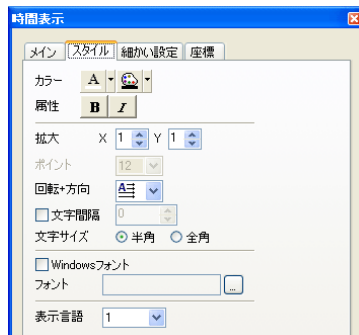 時間表示
メイン スタイル 細かい設定 座標
カラー A
属性 B I
拡大 X 1 Y 1
ポイント 12
回転+方向 A
文字間隔 0
文字サイズ 半角 全角
Windowsフォント
フォント ...
表示言語 1